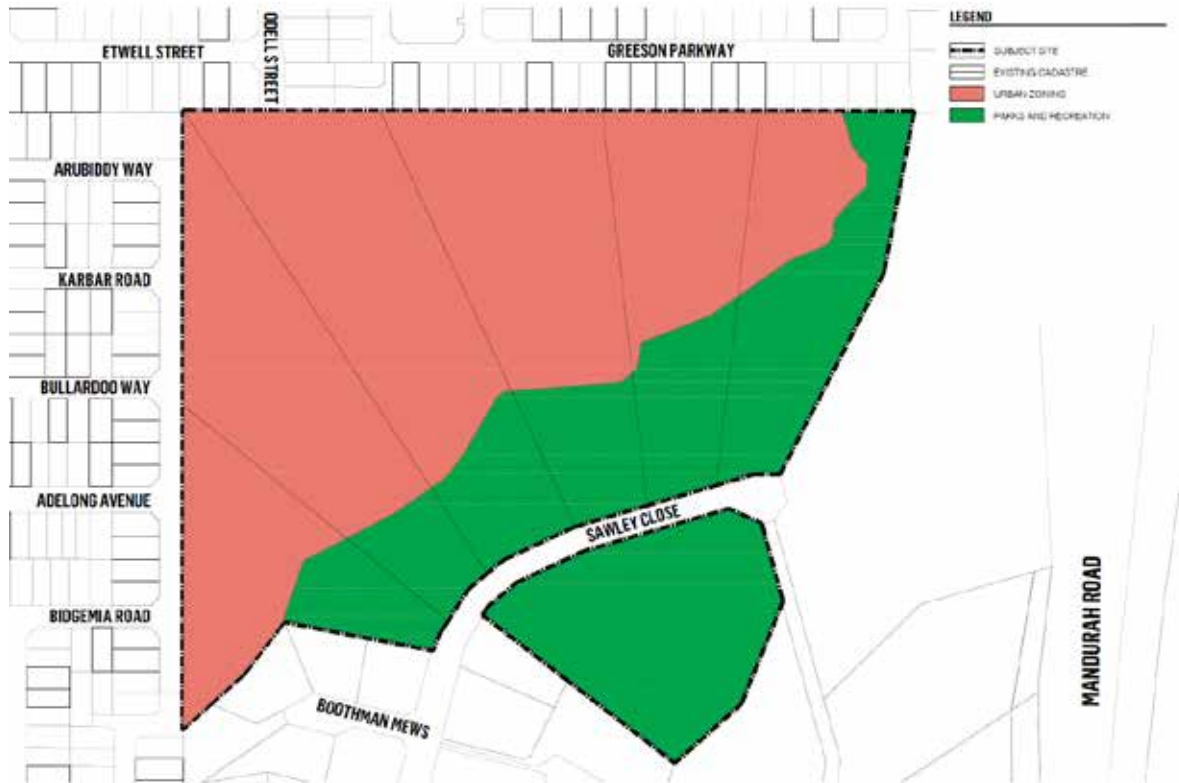 LEGEND
SUBJECT SITE
EXISTING CADASTRE
URBAN ZONING
PARKS AND RECREATION
ETWELL STREET
ODELL STREET
GREESON PARKWAY
ARUBIDDY WAY
KARBAR ROAD
BULLARDOO WAY
ADELONG AVENUE
SAWLEY CLOSE
BIDGEMIA ROAD
BOOTHMAN MEWS
MANDURAH ROAD